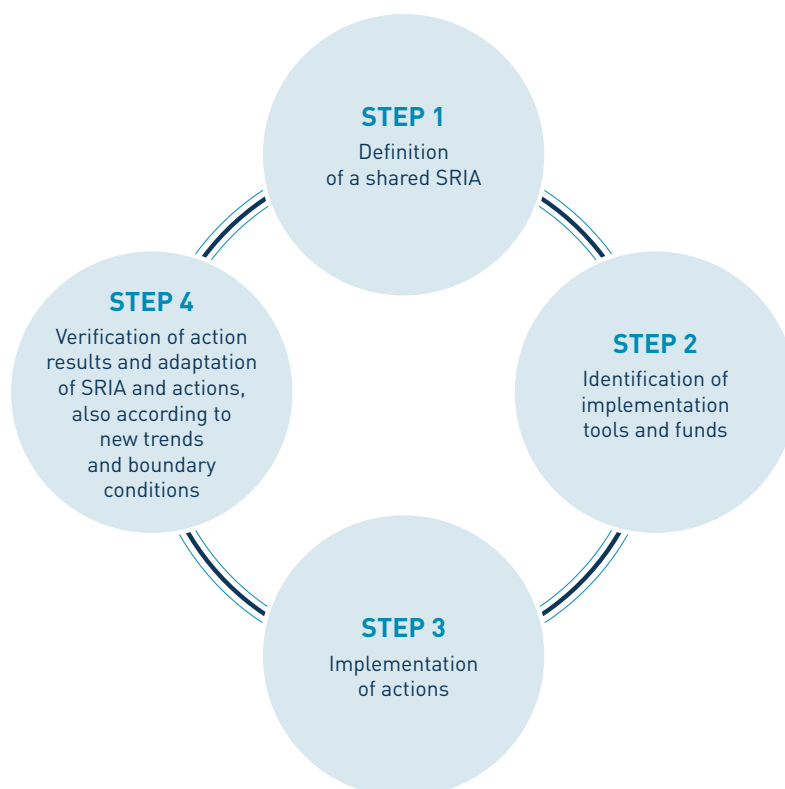 STEP 1
Definition
of a shared SRIA
STEP 2
Identification of
implementation
tools and funds
STEP 3
Implementation
of actions
STEP 4
Verification of action
results and adaptation
of SRIA and actions,
also according to
new trends
and boundary
conditions